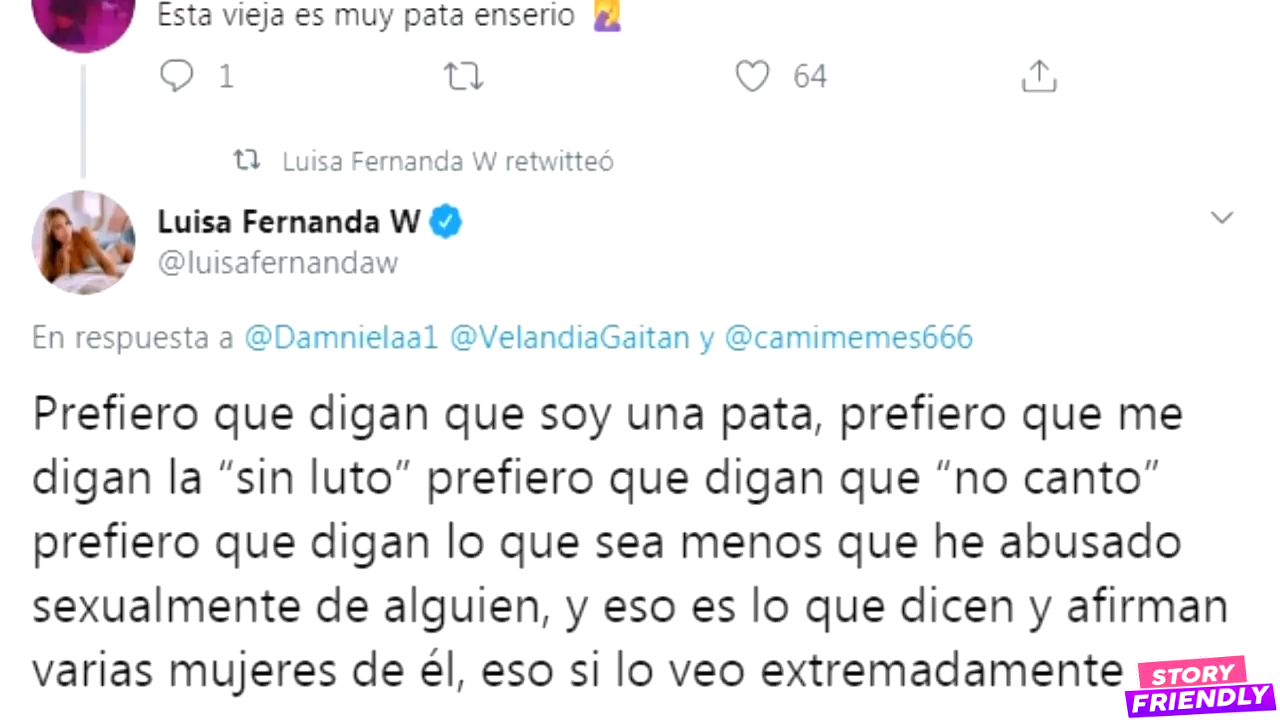 Esta vieja es muy pata enserio
1 64
Luisa Fernanda W retwitteó
Luisa Fernanda W
@luisafernandaw
En respuesta a @Damnielaa1 @VelandiaGaitan y @camimemes666
Prefiero que digan que soy una pata, prefiero que me
digan la “sin luto” prefiero que digan que “no canto”
prefiero que digan lo que sea menos que he abusado
sexualmente de alguien, y eso es lo que dicen y afirman
varias mujeres de él, eso si lo veo extremadamente
STORY
FRIENDLY